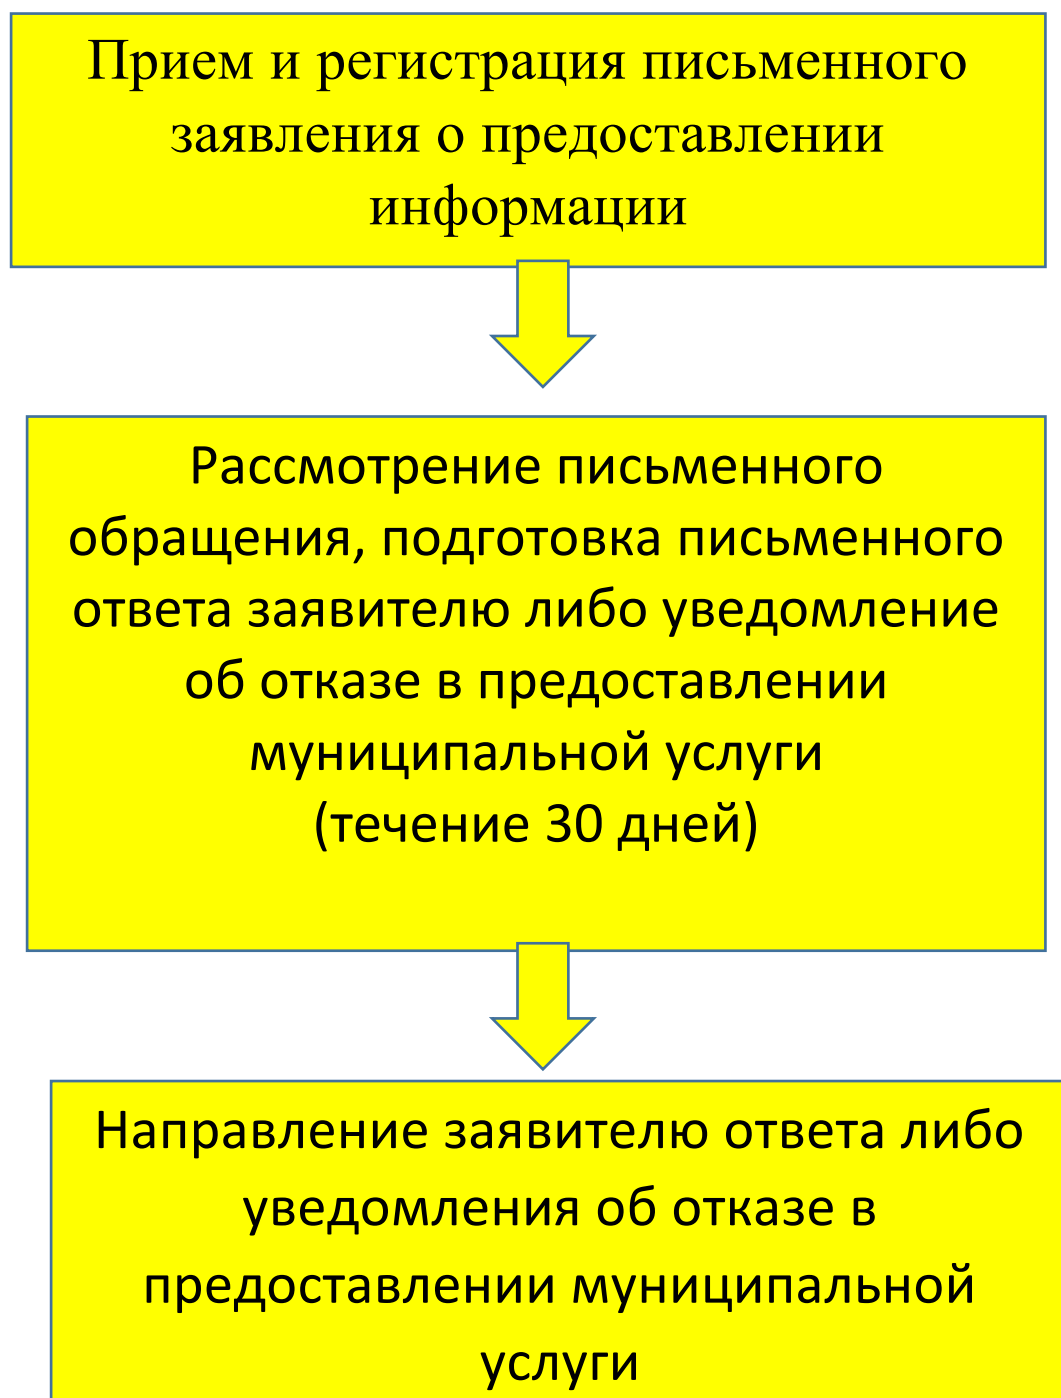 Прием и регистрация письменного
заявления о предоставлении
информации
Рассмотрение письменного
обращения, подготовка письменного
ответа заявителю либо уведомление
об отказе в предоставлении
муниципальной услуги
(течение 30 дней)
Направление заявителю ответа либо
уведомления об отказе в
предоставлении муниципальной
услуги